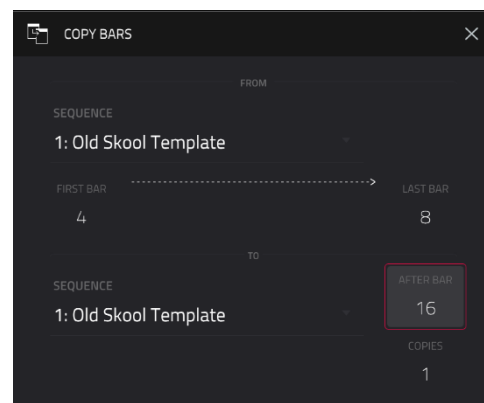 COPY BARS
FROM
SEQUENCE
1: Old Skool Template
FIRST BAR
LAST BAR
4
8
TO
SEQUENCE
AFTER BAR
1: Old Skool Template
16
COPIES
1